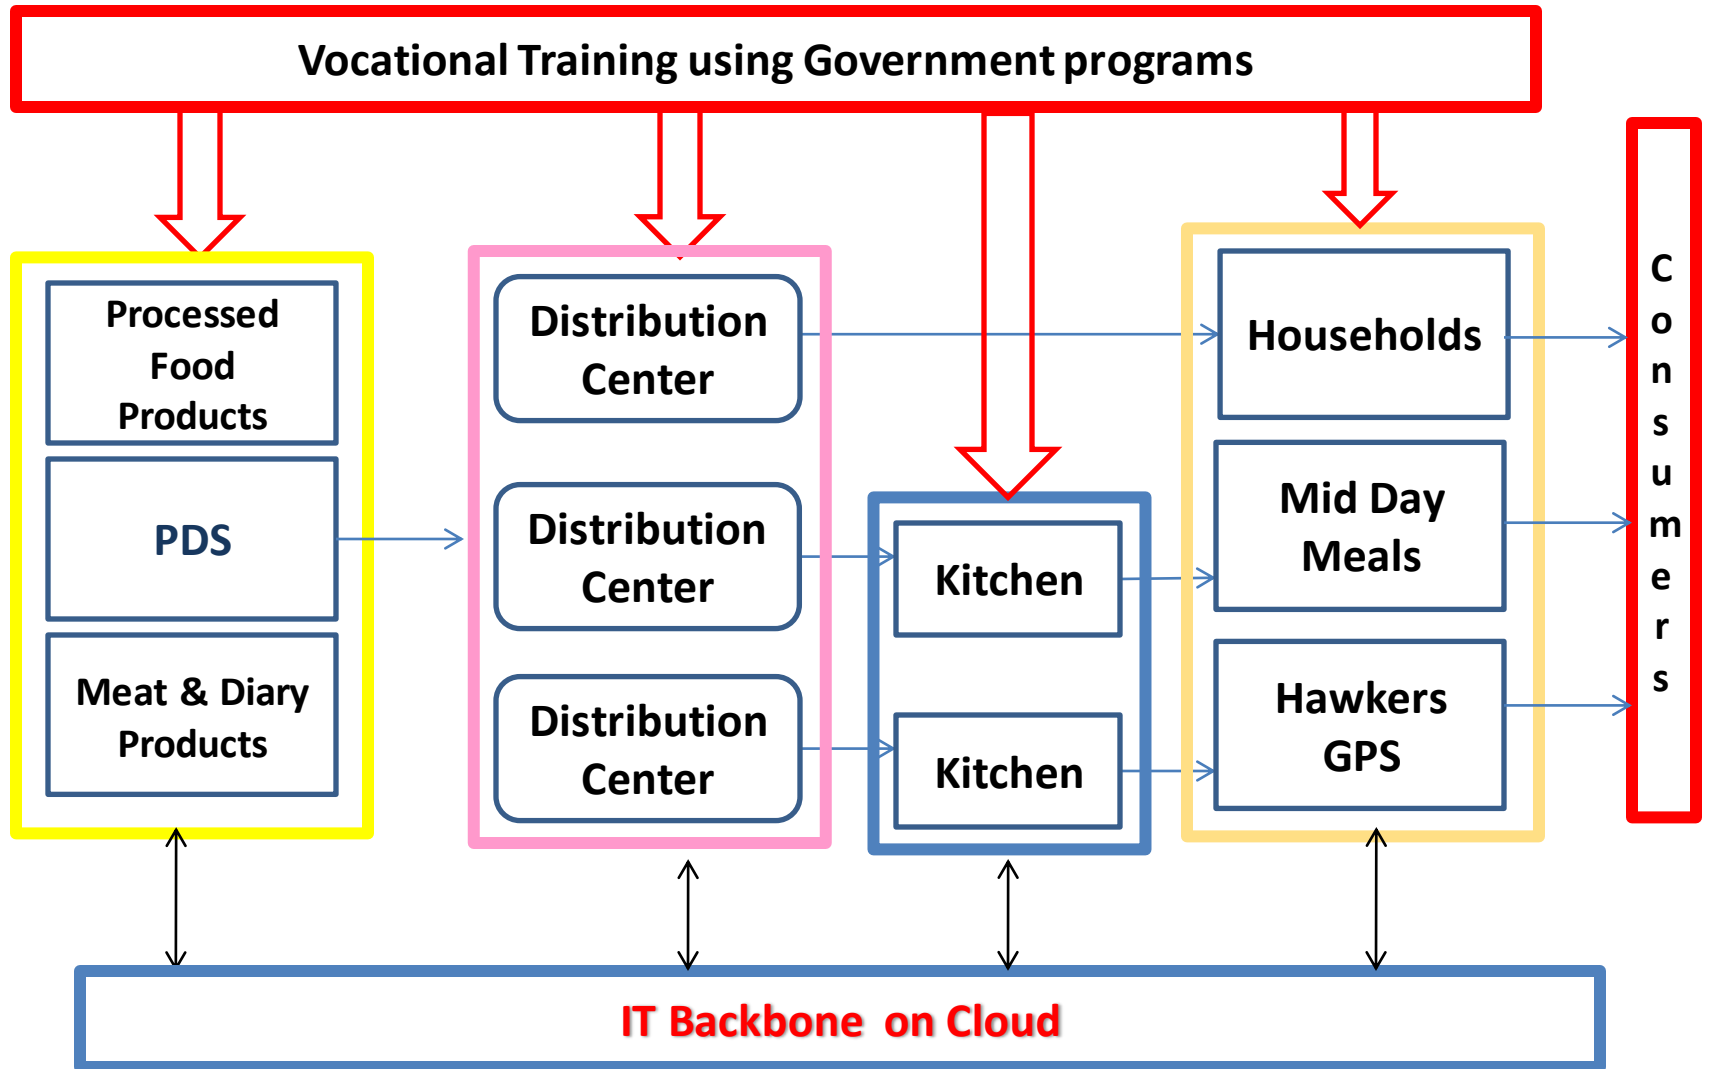 Vocational Training using Government programs
Processed
Food
Products
PDS
Meat & Diary
Products
Distribution
Center
Distribution
Center
Distribution
Center
Kitchen
Kitchen
Households
Mid Day
Meals
Hawkers
GPS
C
o
n
s
u
m
e
r
s
IT Backbone on Cloud